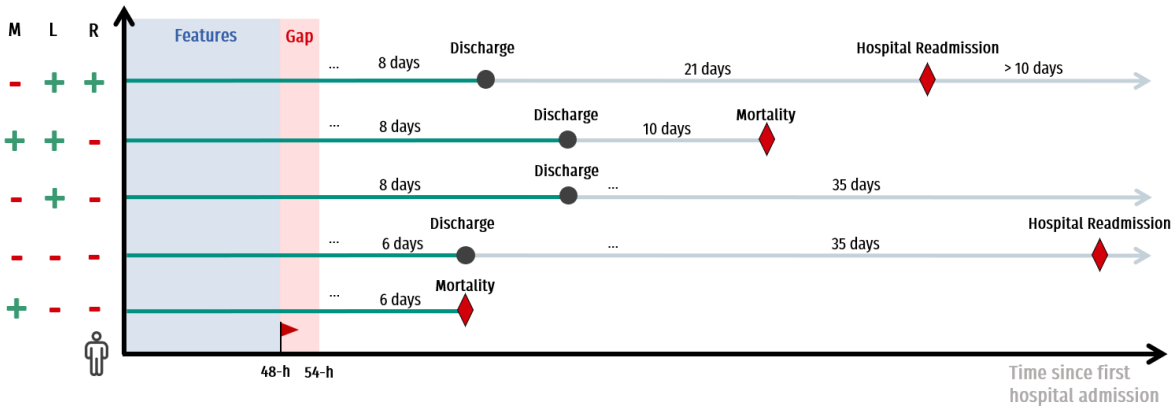 M L R
Features
Gap
... 8 days
Discharge
21 days
Hospital Readmission
> 10 days
- + +
... 8 days
Discharge
10 days
Mortality
+ + -
... 8 days
Discharge
...
35 days
- + -
... 6 days
Discharge
...
35 days
Hospital Readmission
- - -
... 6 days
Mortality
+ - -
48-h
54-h
Time since first
hospital admission